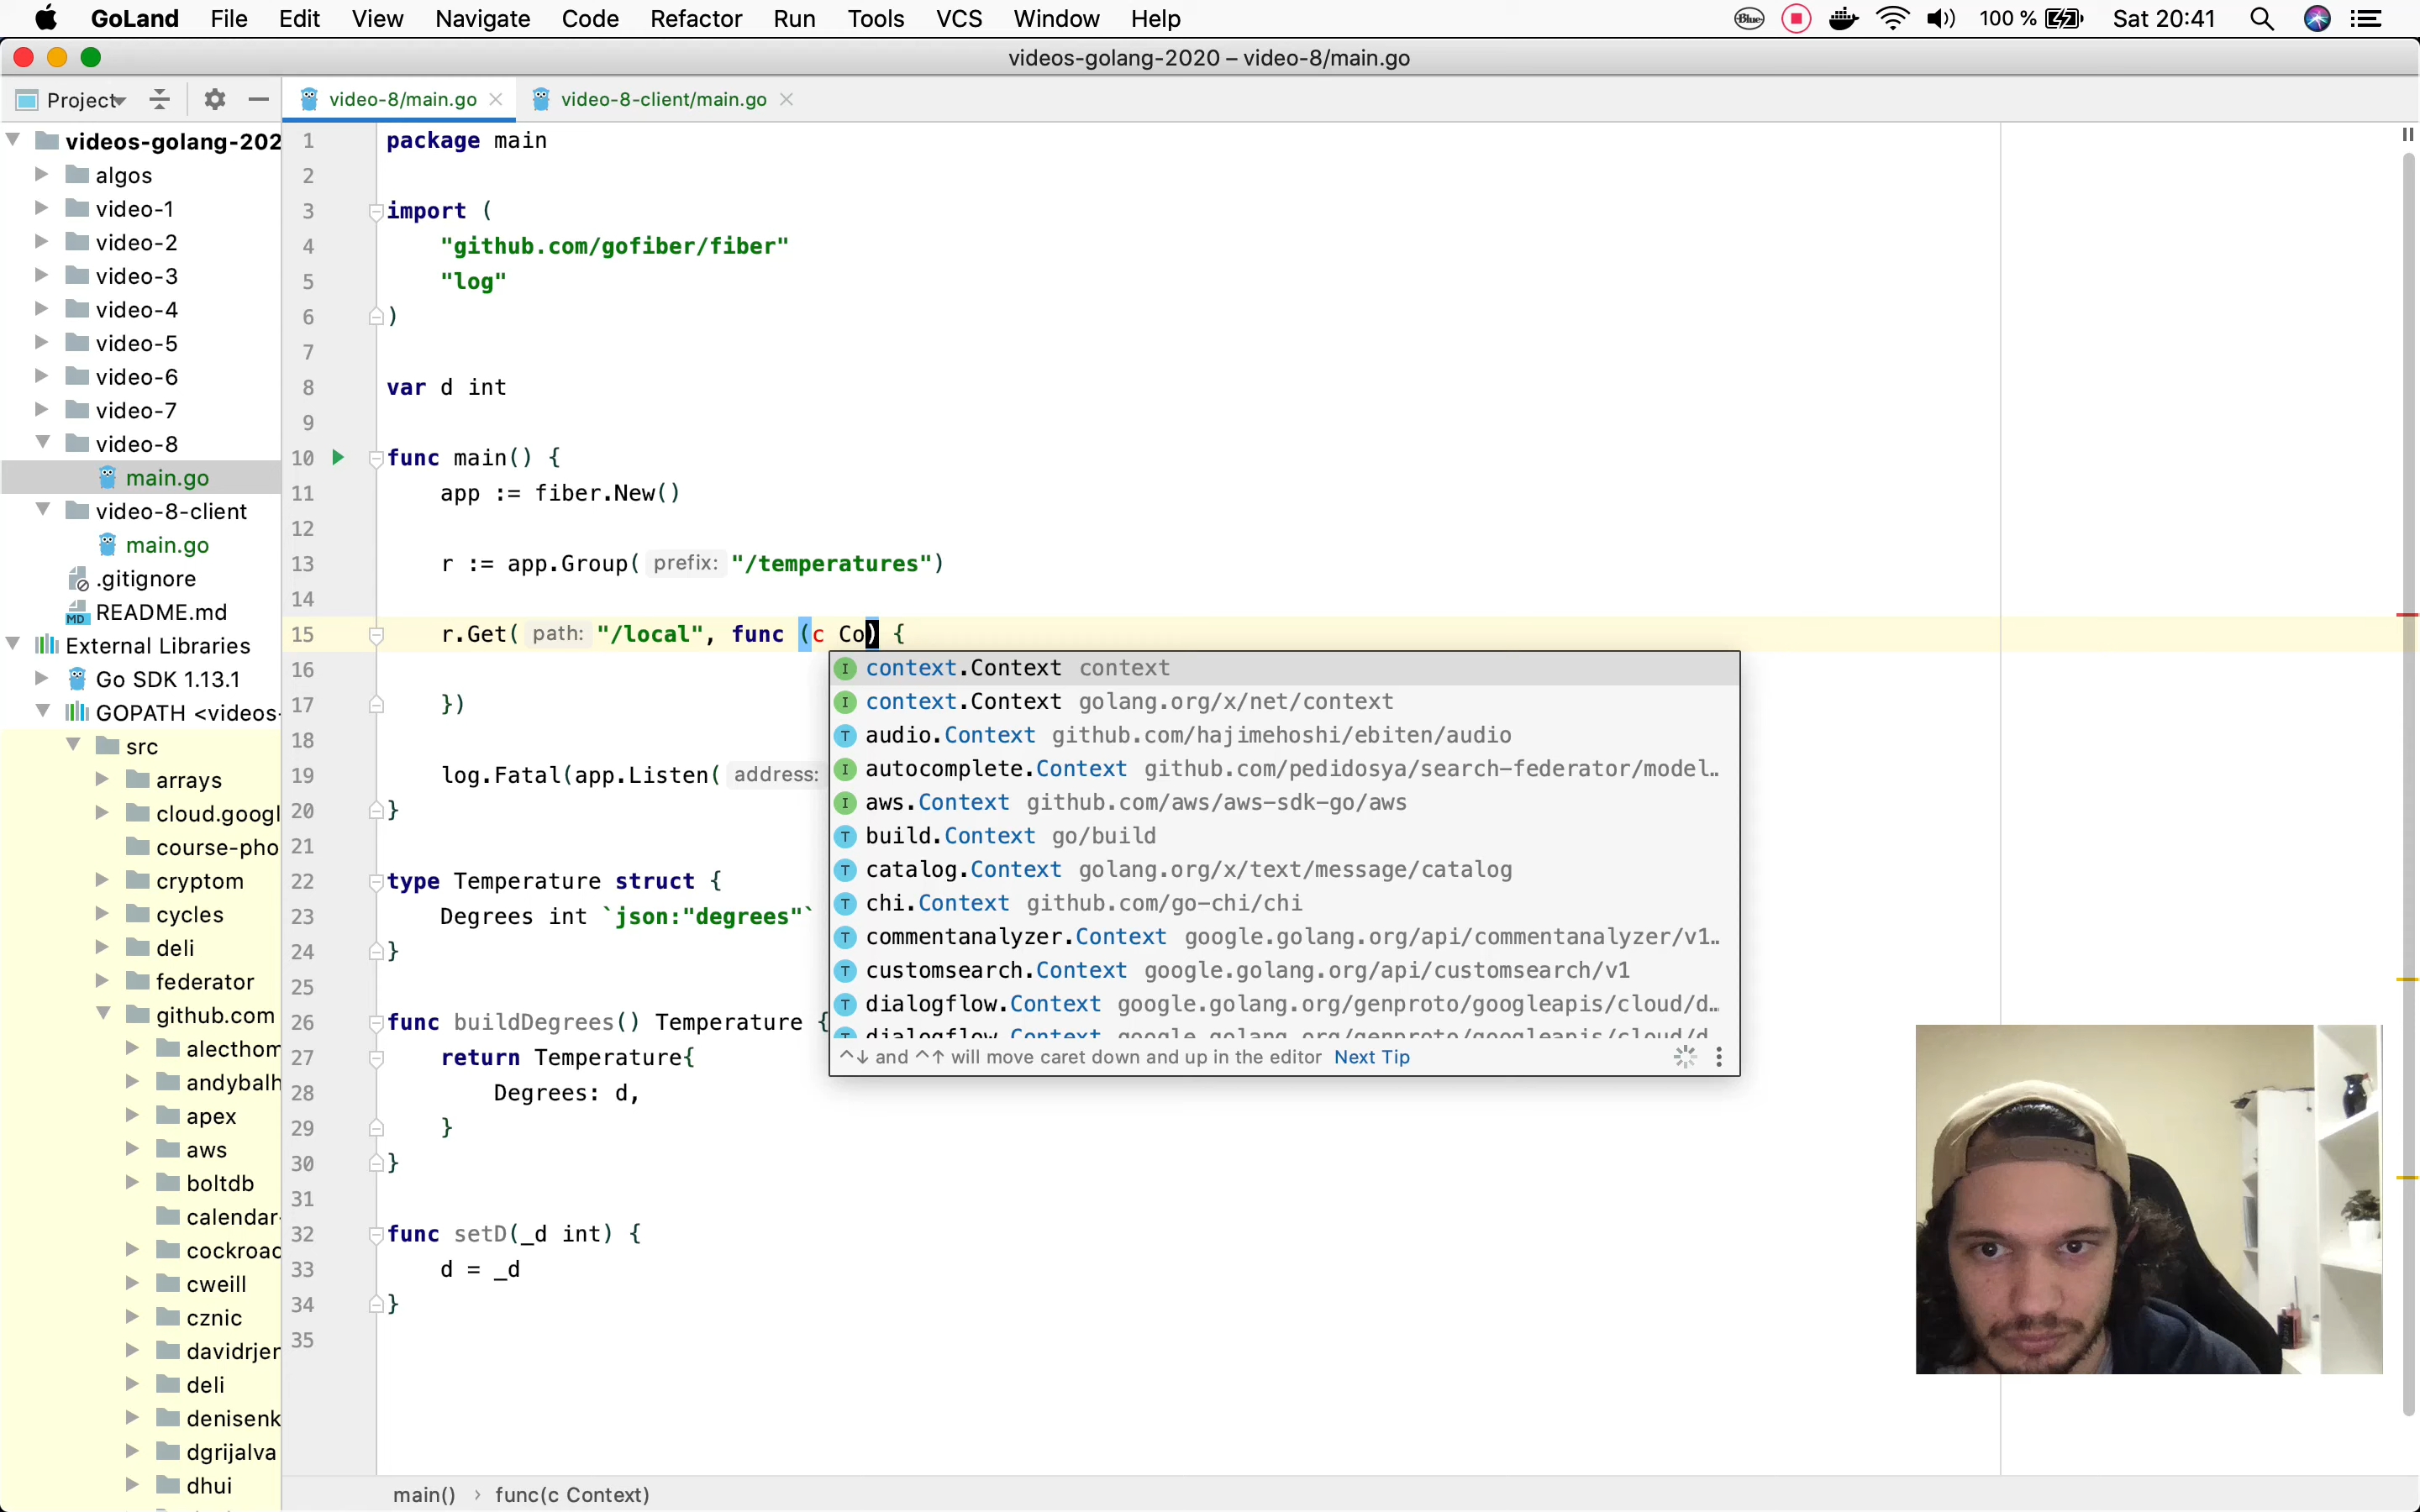 GoLand File Edit View Navigate Code Refactor Run Tools VCS Window Help Blue 100 % Sat 20:41
videos-golang-2020 – video-8/main.go
Project video-8/main.go video-8-client/main.go
videos-golang-202
algos
video-1
video-2
video-3
video-4
video-5
video-6
video-7
video-8
main.go
video-8-client
main.go
.gitignore
MD README.md
External Libraries
Go SDK 1.13.1
GOPATH <videos-
src
arrays
cloud.googl
course-pho
cryptom
cycles
deli
federator
github.com
alecthom
andybalh
apex
aws
boltdb
calendar-
cockroac
cweill
cznic
davidrjer
deli
denisenk
dgrijalva
dhui
1 package main
2
3 import (
4 "github.com/gofiber/fiber"
5 "log"
6 )
7
8 var d int
9
10 func main() {
11 app := fiber.New()
12
13 r := app.Group( prefix: "/temperatures")
14
15 r.Get( path: "/local", func (c Co) {
16
17 })
18
19 log.Fatal(app.Listen( address:
20 }
21
22 type Temperature struct {
23 Degrees int `json:"degrees"`
24 }
25
26 func buildDegrees() Temperature {
27 return Temperature{
28 Degrees: d,
29 }
30 }
31
32 func setD(_d int) {
33 d = _d
34 }
35
I context.Context context
I context.Context golang.org/x/net/context
T audio.Context github.com/hajimehoshi/ebiten/audio
I autocomplete.Context github.com/pedidosya/search-federator/model…
I aws.Context github.com/aws/aws-sdk-go/aws
T build.Context go/build
T catalog.Context golang.org/x/text/message/catalog
T chi.Context github.com/go-chi/chi
T commentanalyzer.Context google.golang.org/api/commentanalyzer/v1…
T customsearch.Context google.golang.org/api/customsearch/v1
T dialogflow.Context google.golang.org/genproto/googleapis/cloud/d…
T dialogflow.Context google.golang.org/genproto/googleapis/cloud/d…
^↓ and ^↑ will move caret down and up in the editor Next Tip
main() › func(c Context)